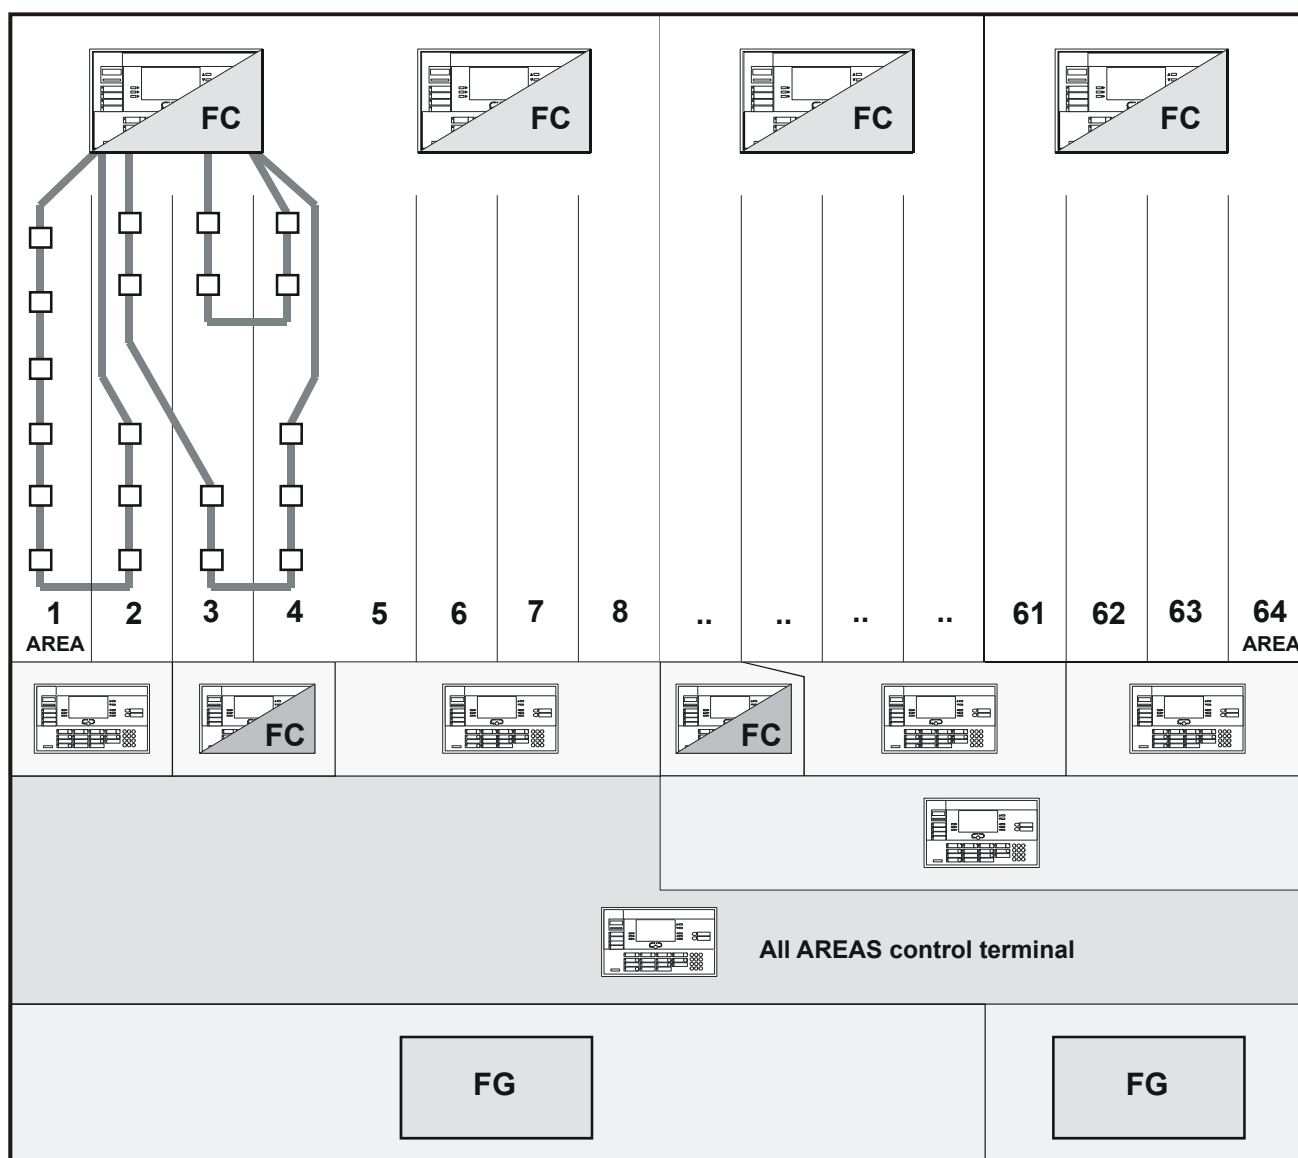 FC FC FC FC
1 2 3 4 5 6 7 8 .. .. .. .. 61 62 63 64
AREA AREA
FC FC
All AREAS control terminal
FG FG